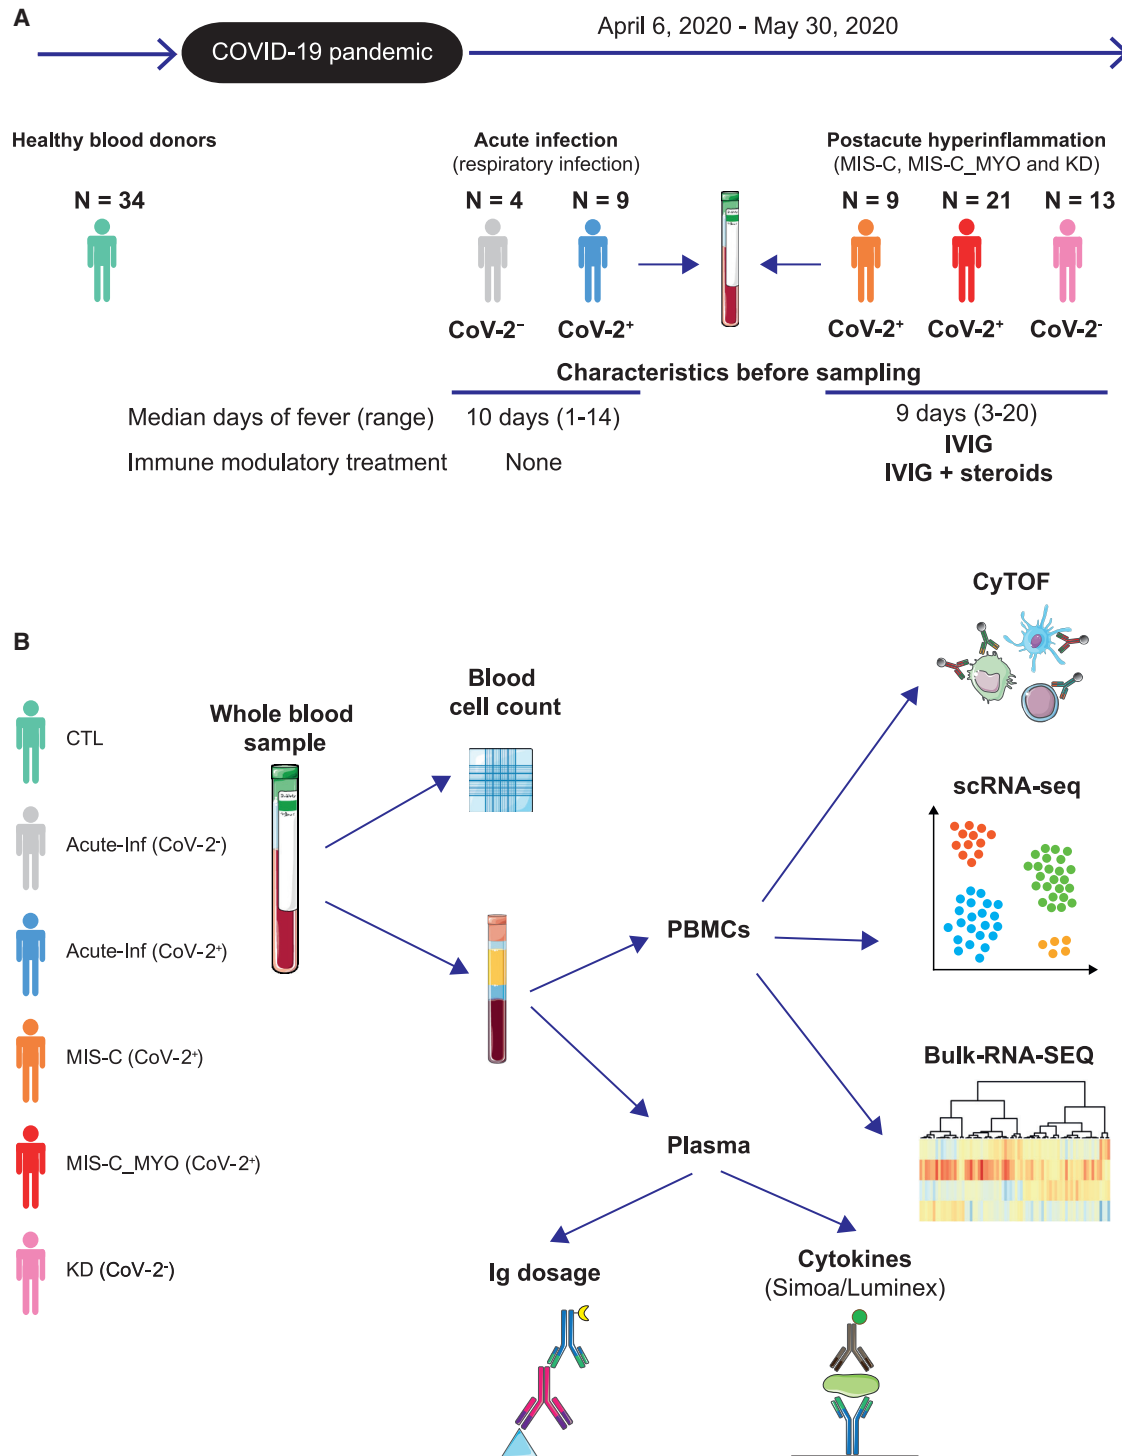 A
April 6, 2020 - May 30, 2020
COVID-19 pandemic
Healthy blood donors
Acute infection
(respiratory infection)
Postacute hyperinflammation
(MIS-C, MIS-C_MYO and KD)
N = 34
N = 4
N = 9
N = 9
N = 21
N = 13
CoV-2⁻
CoV-2⁺
CoV-2⁺
CoV-2⁺
CoV-2⁻
Characteristics before sampling
Median days of fever (range)
10 days (1-14)
9 days (3-20)
Immune modulatory treatment
None
IVIG
IVIG + steroids
B
CTL
Acute-Inf (CoV-2⁻)
Acute-Inf (CoV-2⁺)
MIS-C (CoV-2⁺)
MIS-C_MYO (CoV-2⁺)
KD (CoV-2⁻)
Whole blood
sample
Blood
cell count
PBMCs
Plasma
CyTOF
scRNA-seq
Bulk-RNA-SEQ
Ig dosage
Cytokines
(Simoa/Luminex)